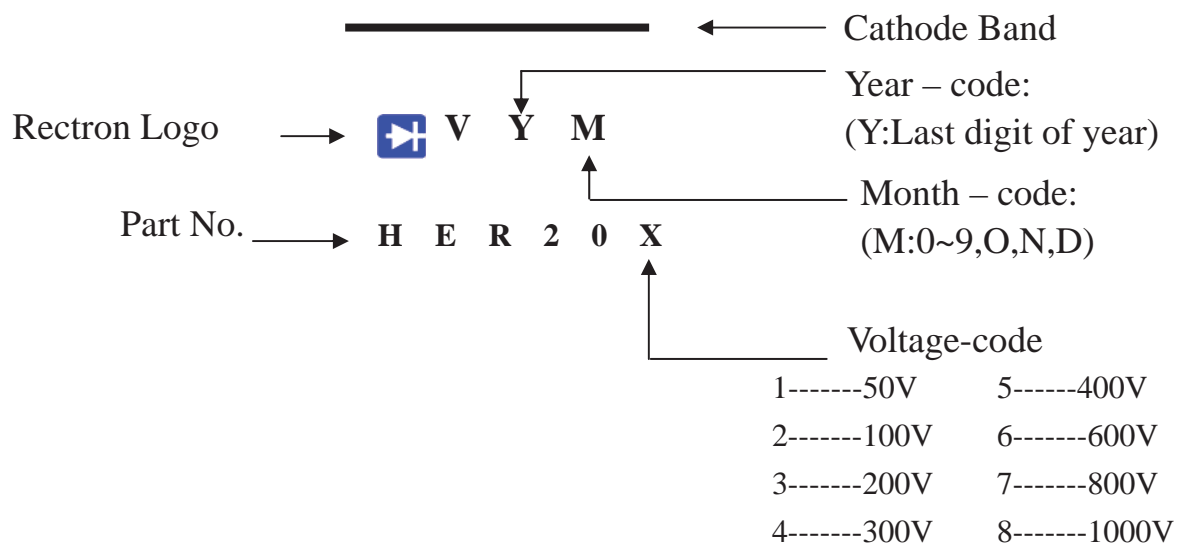 Cathode Band
Year – code:
(Y:Last digit of year)
Rectron Logo
V Y M
Month – code:
(M:0~9,O,N,D)
Part No.
H E R 2 0 X
Voltage-code
1-------50V 5------400V
2-------100V 6-------600V
3-------200V 7-------800V
4-------300V 8-------1000V